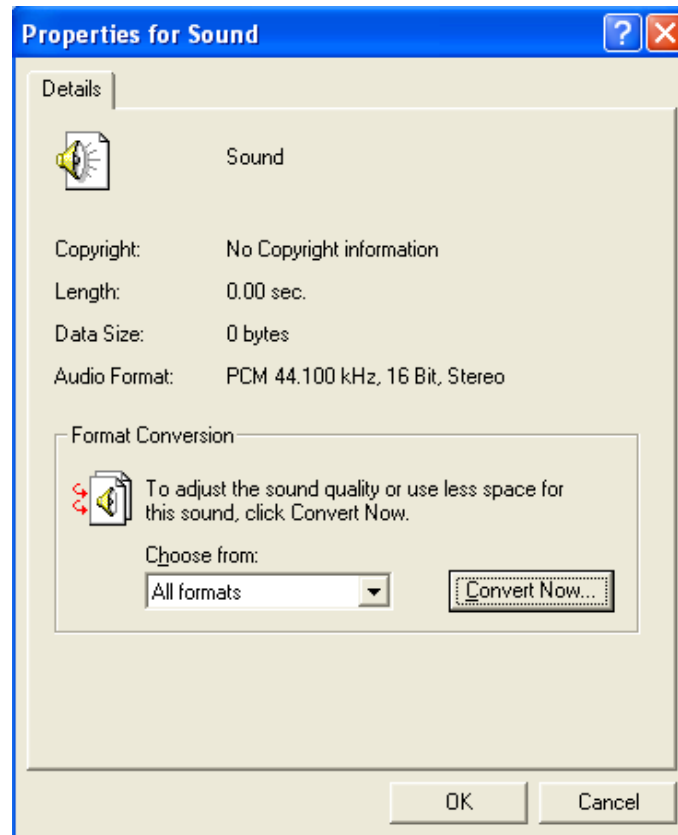 Properties for Sound
Details
Sound
Copyright: No Copyright information
Length: 0.00 sec.
Data Size: 0 bytes
Audio Format: PCM 44.100 kHz, 16 Bit, Stereo
Format Conversion
To adjust the sound quality or use less space for
this sound, click Convert Now.
Choose from:
All formats
Convert Now...
OK
Cancel